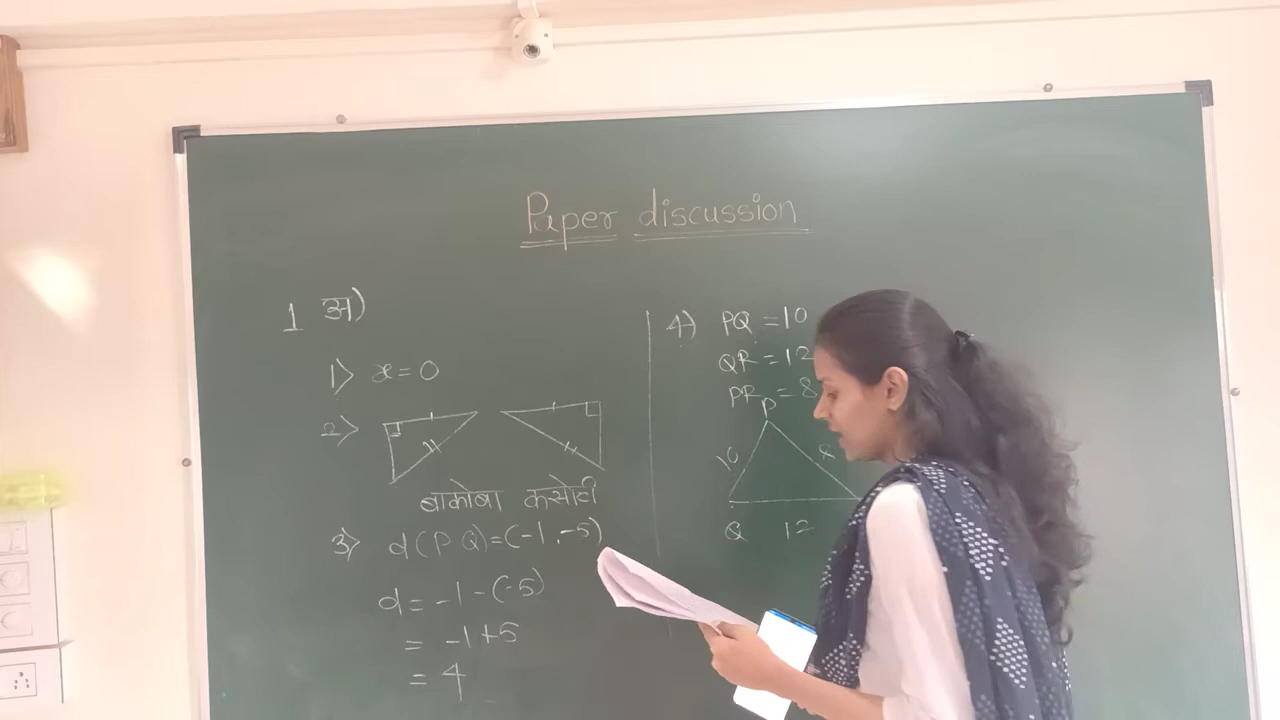 Paper discussion
1 अ)
1) x = 0
2)
बाकोबा कसोटी
3) d(P Q) = (-1, -5)
d = -1 - (-5)
= -1 + 5
= 4
4) PQ = 10
QR = 12
PR = 8
P
10 8
Q 12